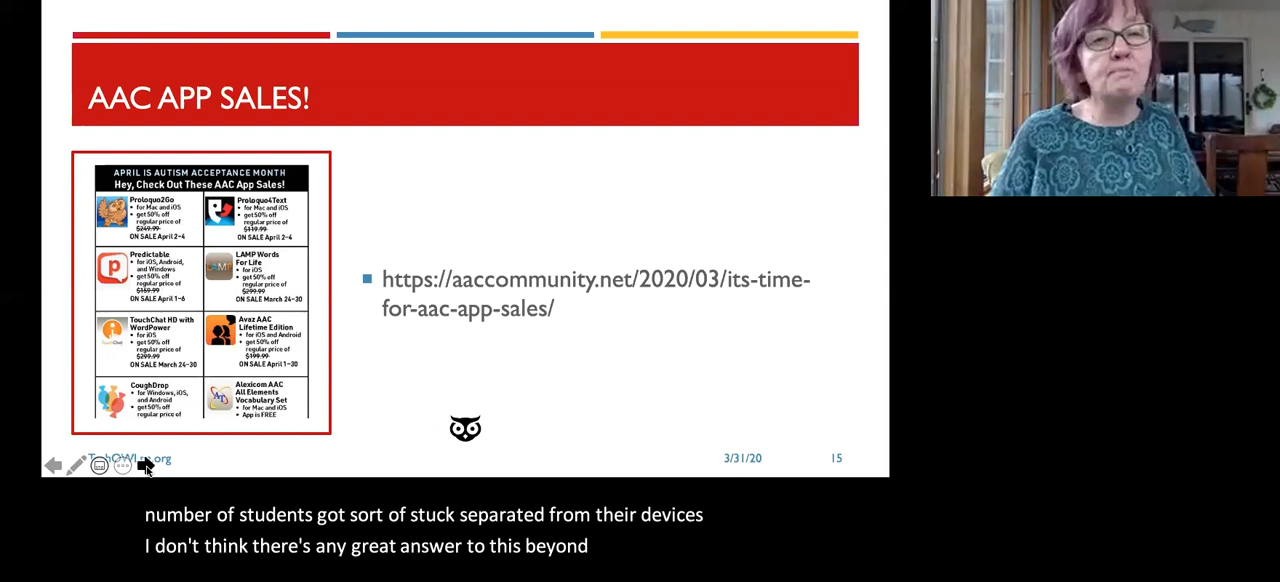 AAC APP SALES!
APRIL IS AUTISM ACCEPTANCE MONTH
Hey, Check Out These AAC App Sales!
Proloquo2Go
• for Mac and iOS
• get 50% off
regular price of
$249.99
ON SALE April 2-4
Proloquo4Text
• for Mac and iOS
• get 50% off
regular price of
$119.99
ON SALE April 2-4
Predictable
• for iOS, Android,
and Windows
• get 50% off
regular price of
$159.99
ON SALE April 1-6
LAMP Words
For Life
• for iOS
• get 50% off
regular price of
$299.99
ON SALE March 24-30
TouchChat HD with
WordPower
• for iOS
• get 50% off
regular price of
$299.99
ON SALE March 24-30
Avaz AAC
Lifetime Edition
• for iOS and Android
• get 50% off
regular price of
$199.99
ON SALE April 1-30
CoughDrop
• for Windows, iOS,
and Android
• get 50% off
regular price of
Alexicom AAC
All Elements
Vocabulary Set
• for Mac and iOS
• App is FREE
https://aaccommunity.net/2020/03/its-time-
for-aac-app-sales/
3/31/20
15
number of students got sort of stuck separated from their devices
I don't think there's any great answer to this beyond